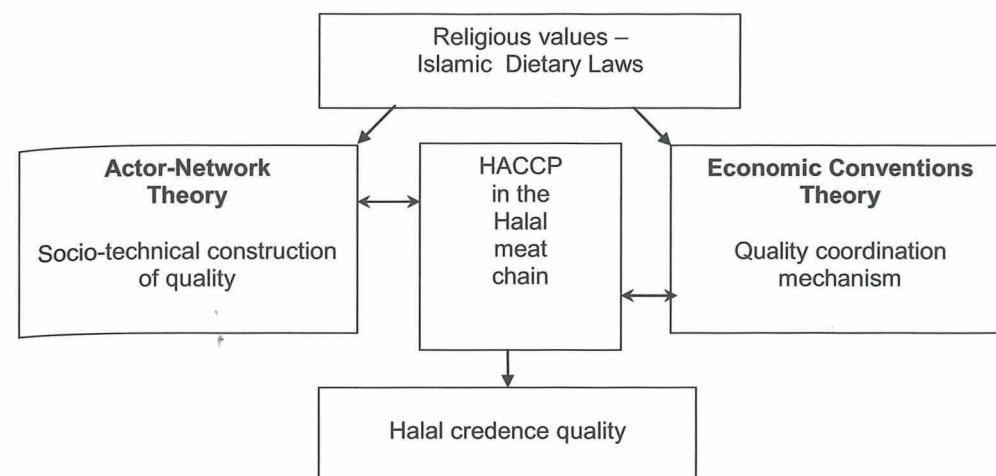 Religious values –
Islamic Dietary Laws
Actor-Network
Theory
Socio-technical construction
of quality
HACCP
in the
Halal
meat
chain
Economic Conventions
Theory
Quality coordination
mechanism
Halal credence quality